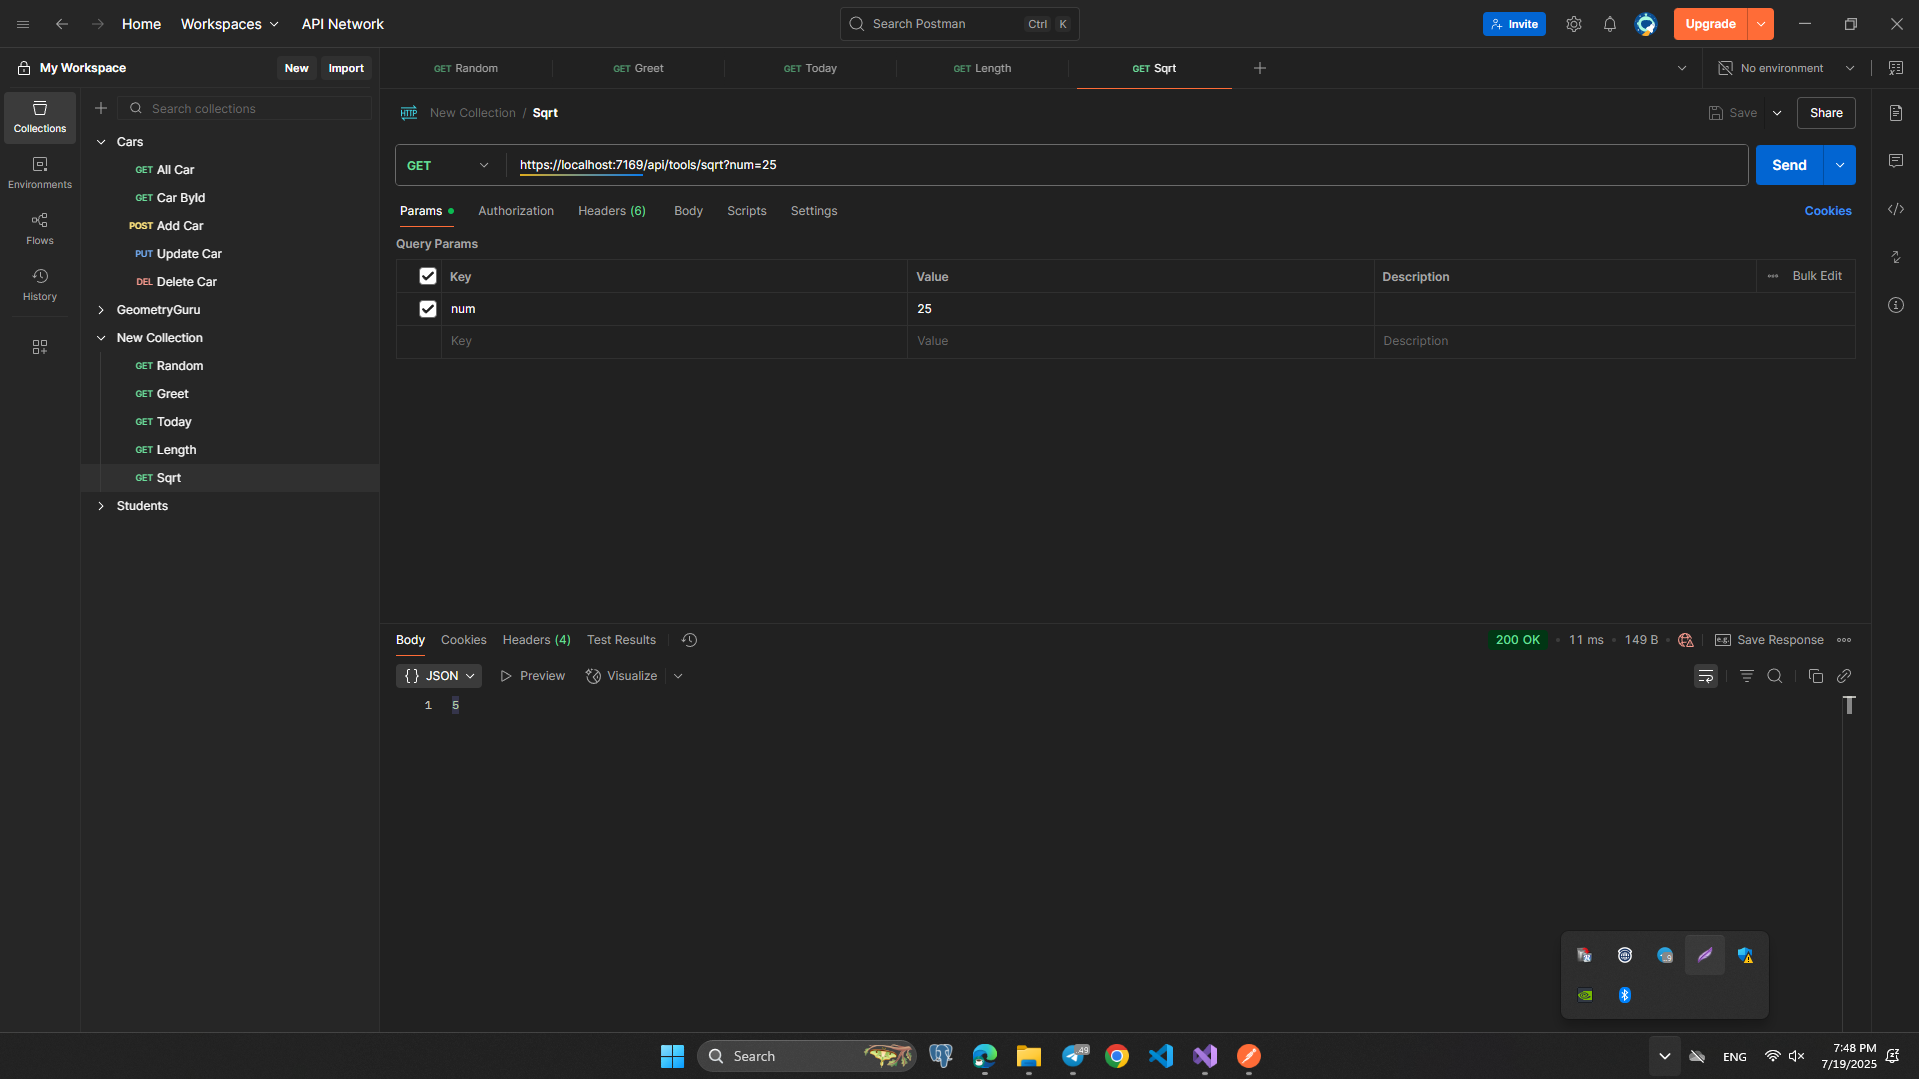 Home Workspaces API Network Search Postman Ctrl K Invite Upgrade
My Workspace New Import GET Random GET Greet GET Today GET Length GET Sqrt No environment
Collections
Environments
Flows
History
Search collections
Cars
GET All Car
GET Car ById
POST Add Car
PUT Update Car
DEL Delete Car
GeometryGuru
New Collection
GET Random
GET Greet
GET Today
GET Length
GET Sqrt
Students
HTTP New Collection / Sqrt Save Share
GET https://localhost:7169/api/tools/sqrt?num=25 Send
Params Authorization Headers (6) Body Scripts Settings Cookies
Query Params
Key Value Description Bulk Edit
num 25
Key Value Description
Body Cookies Headers (4) Test Results 200 OK 11 ms 149 B e.g. Save Response
{} JSON Preview Visualize
1 5
Search 49 ENG 7:48 PM
7/19/2025